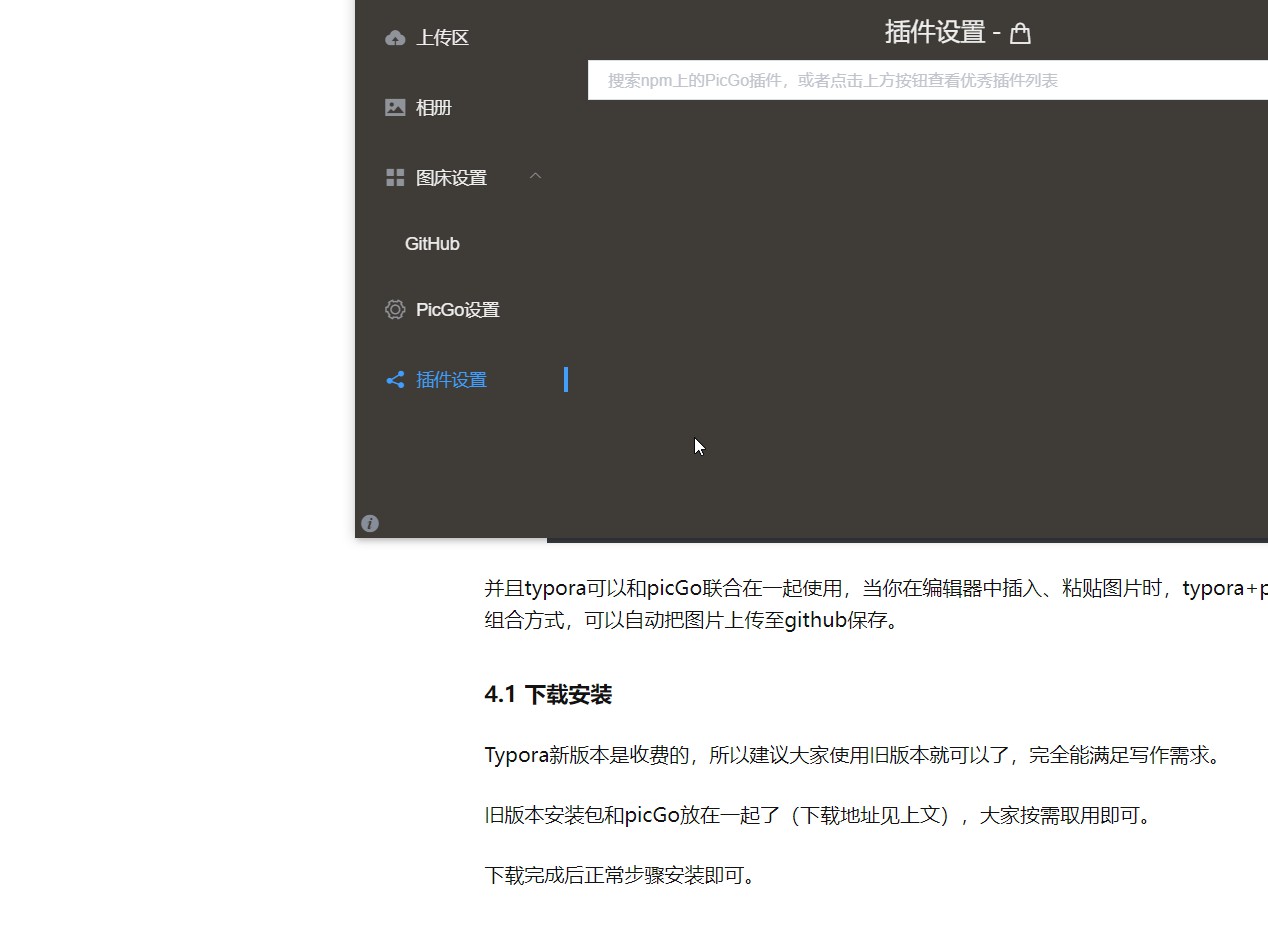 上传区
相册
图床设置
GitHub
PicGo设置
插件设置
插件设置 -
搜索npm上的PicGo插件，或者点击上方按钮查看优秀插件列表
并且typora可以和picGo联合在一起使用，当你在编辑器中插入、粘贴图片时，typora+p
组合方式，可以自动把图片上传至github保存。
4.1 下载安装
Typora新版本是收费的，所以建议大家使用旧版本就可以了，完全能满足写作需求。
旧版本安装包和picGo放在一起了（下载地址见上文），大家按需取用即可。
下载完成后正常步骤安装即可。